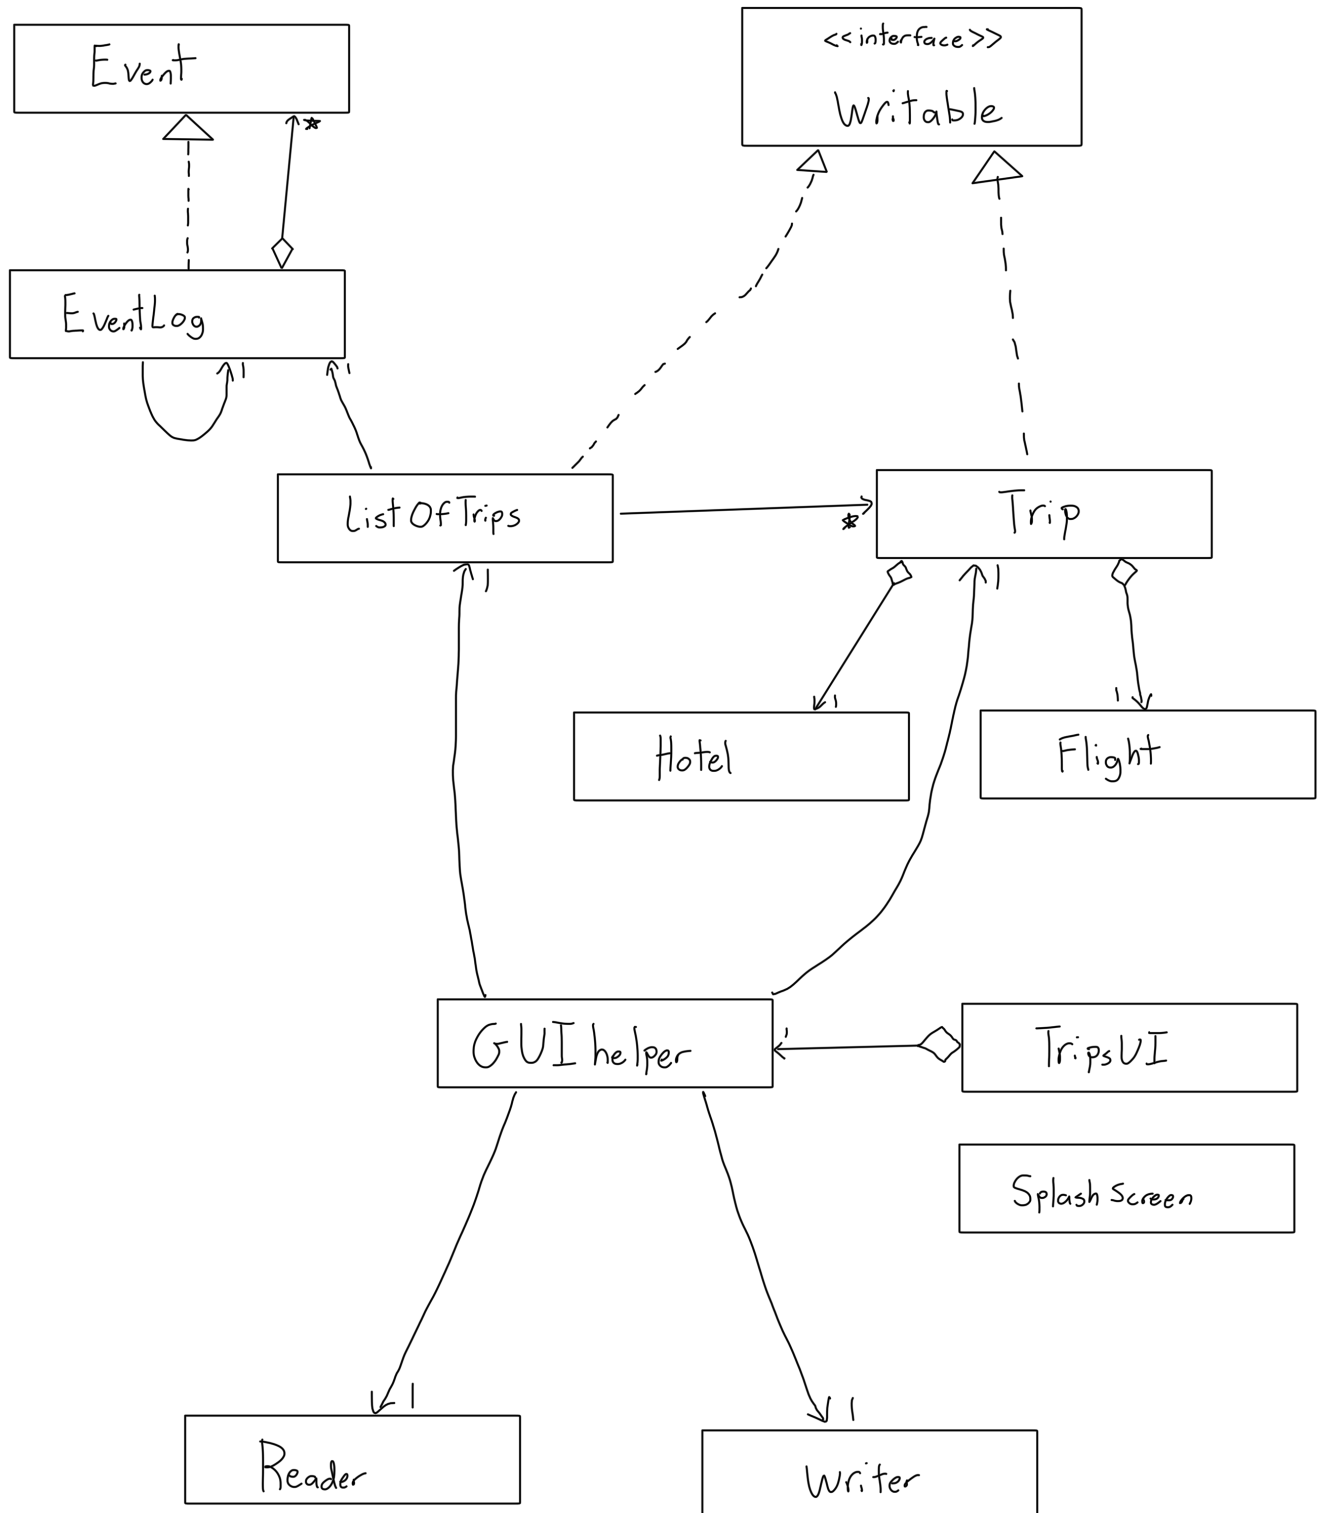 Event
<<interface>>
Writable
*
EventLog
1
1
ListOfTrips
*
Trip
1
1
1
1
Hotel
Flight
GUI helper
1
TripsUI
Splash Screen
1
1
Reader
Writer